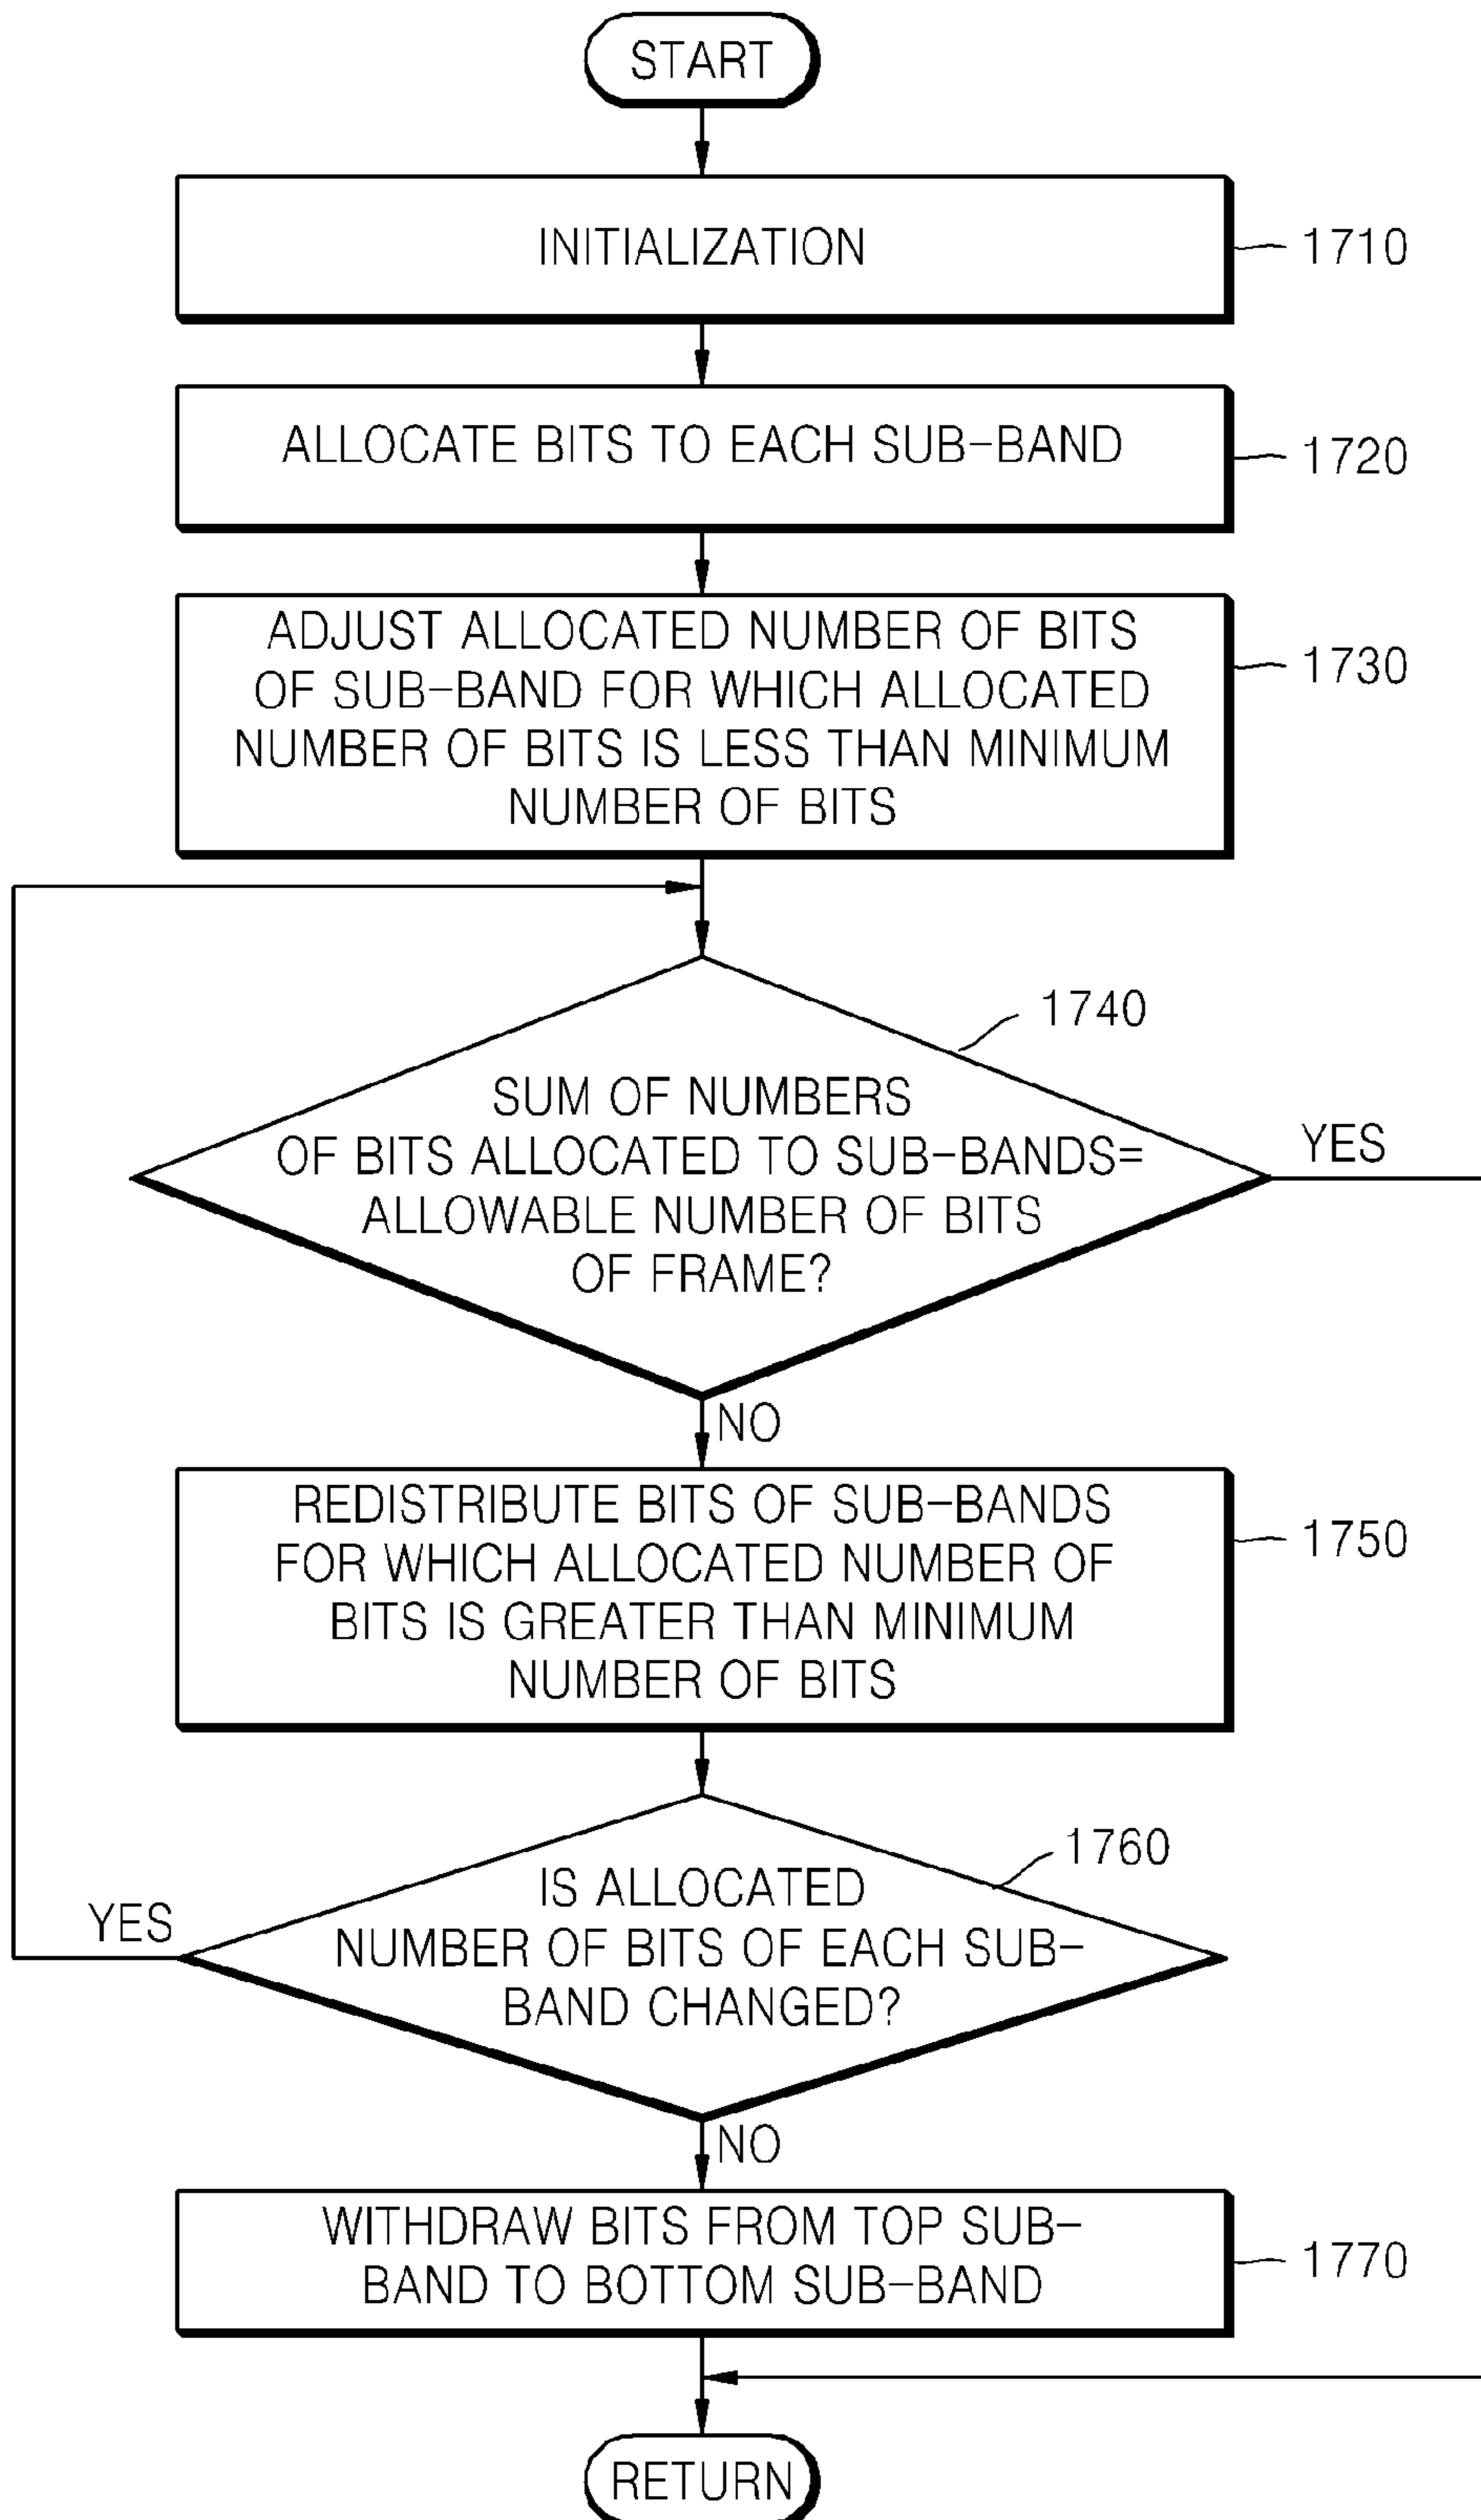 START
INITIALIZATION
1710
ALLOCATE BITS TO EACH SUB-BAND
1720
ADJUST ALLOCATED NUMBER OF BITS
OF SUB-BAND FOR WHICH ALLOCATED
NUMBER OF BITS IS LESS THAN MINIMUM
NUMBER OF BITS
1730
1740
SUM OF NUMBERS
OF BITS ALLOCATED TO SUB-BANDS=
ALLOWABLE NUMBER OF BITS
OF FRAME?
YES
NO
REDISTRIBUTE BITS OF SUB-BANDS
FOR WHICH ALLOCATED NUMBER OF
BITS IS GREATER THAN MINIMUM
NUMBER OF BITS
1750
1760
IS ALLOCATED
NUMBER OF BITS OF EACH SUB-
BAND CHANGED?
YES
NO
WITHDRAW BITS FROM TOP SUB-
BAND TO BOTTOM SUB-BAND
1770
RETURN